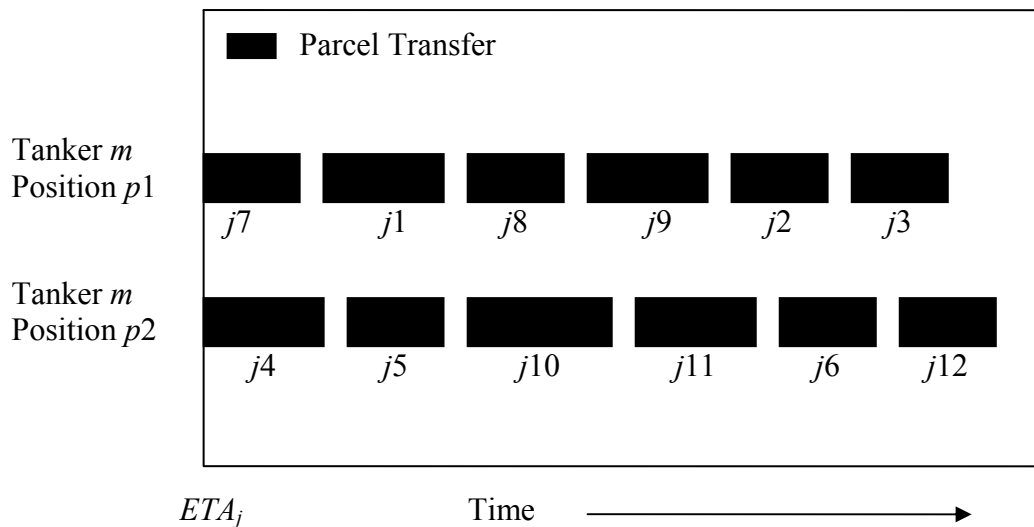 Parcel Transfer
Tanker m
Position p1
j7 j1 j8 j9 j2 j3
Tanker m
Position p2
j4 j5 j10 j11 j6 j12
ETAj Time